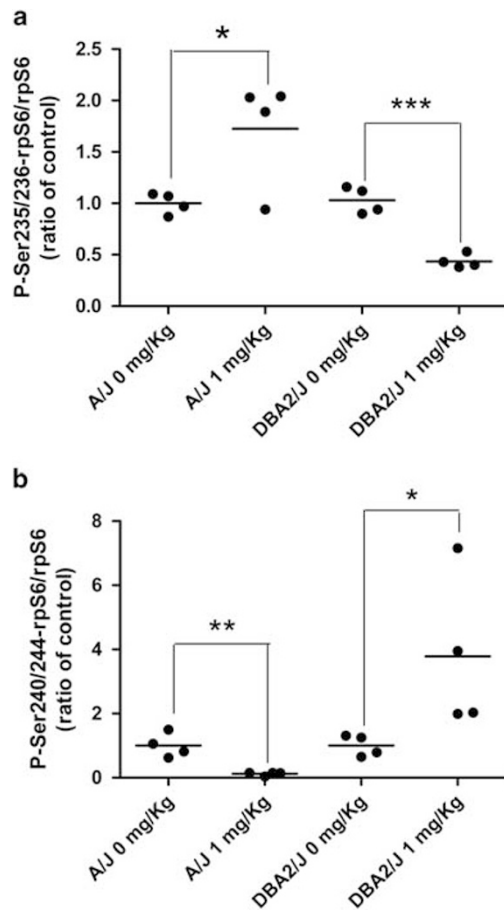 a
P-Ser235/236-rpS6/rpS6
(ratio of control)
2.5
2.0
1.5
1.0
0.5
0.0
*
***
A/J 0 mg/Kg
A/J 1 mg/Kg
DBA2/J 0 mg/Kg
DBA2/J 1 mg/Kg
b
P-Ser240/244-rpS6/rpS6
(ratio of control)
8
6
4
2
0
**
*
A/J 0 mg/Kg
A/J 1 mg/Kg
DBA2/J 0 mg/Kg
DBA2/J 1 mg/Kg